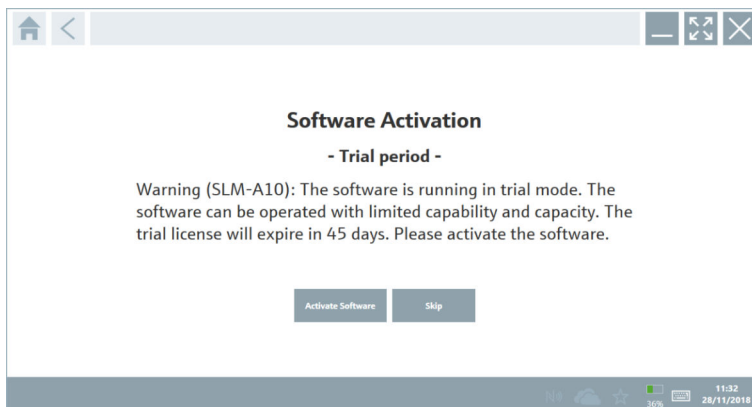 Software Activation
- Trial period -
Warning (SLM-A10): The software is running in trial mode. The
software can be operated with limited capability and capacity. The
trial license will expire in 45 days. Please activate the software.
Activate Software Skip
11:32
36% 28/11/2018